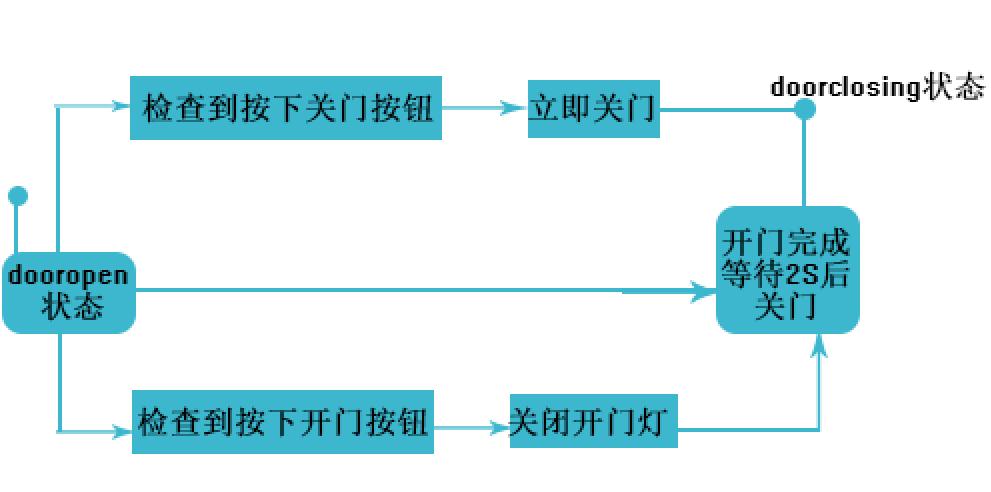 doorclosing状态
检查到按下关门按钮
立即关门
dooropen
状态
开门完成
等待2S后
关门
检查到按下开门按钮
关闭开门灯